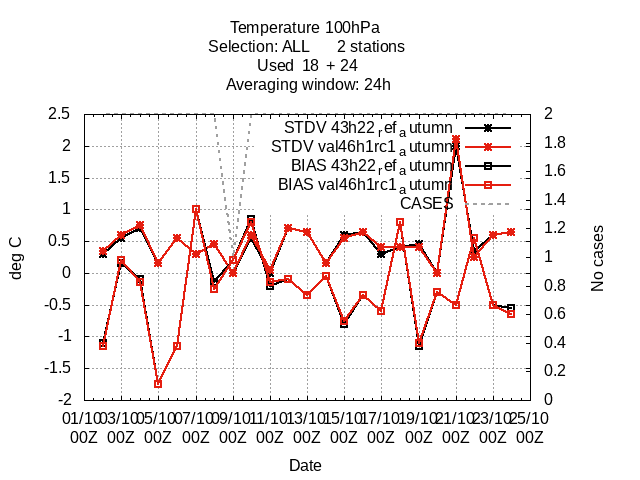 Temperature 100hPa
Selection: ALL 2 stations
Used 18 + 24
Averaging window: 24h
2.5
2
1.5
1
0.5
0
-0.5
-1
-1.5
-2
deg C
STDV 43h22_ref_autumn
STDV val46h1rc1_autumn
BIAS 43h22_ref_autumn
BIAS val46h1rc1_autumn
CASES
2
1.8
1.6
1.4
1.2
1
0.8
0.6
0.4
0.2
0
No cases
01/10 03/10 05/10 07/10 09/10 11/10 13/10 15/10 17/10 19/10 21/10 23/10 25/10
00Z 00Z 00Z 00Z 00Z 00Z 00Z 00Z 00Z 00Z 00Z 00Z 00Z
Date